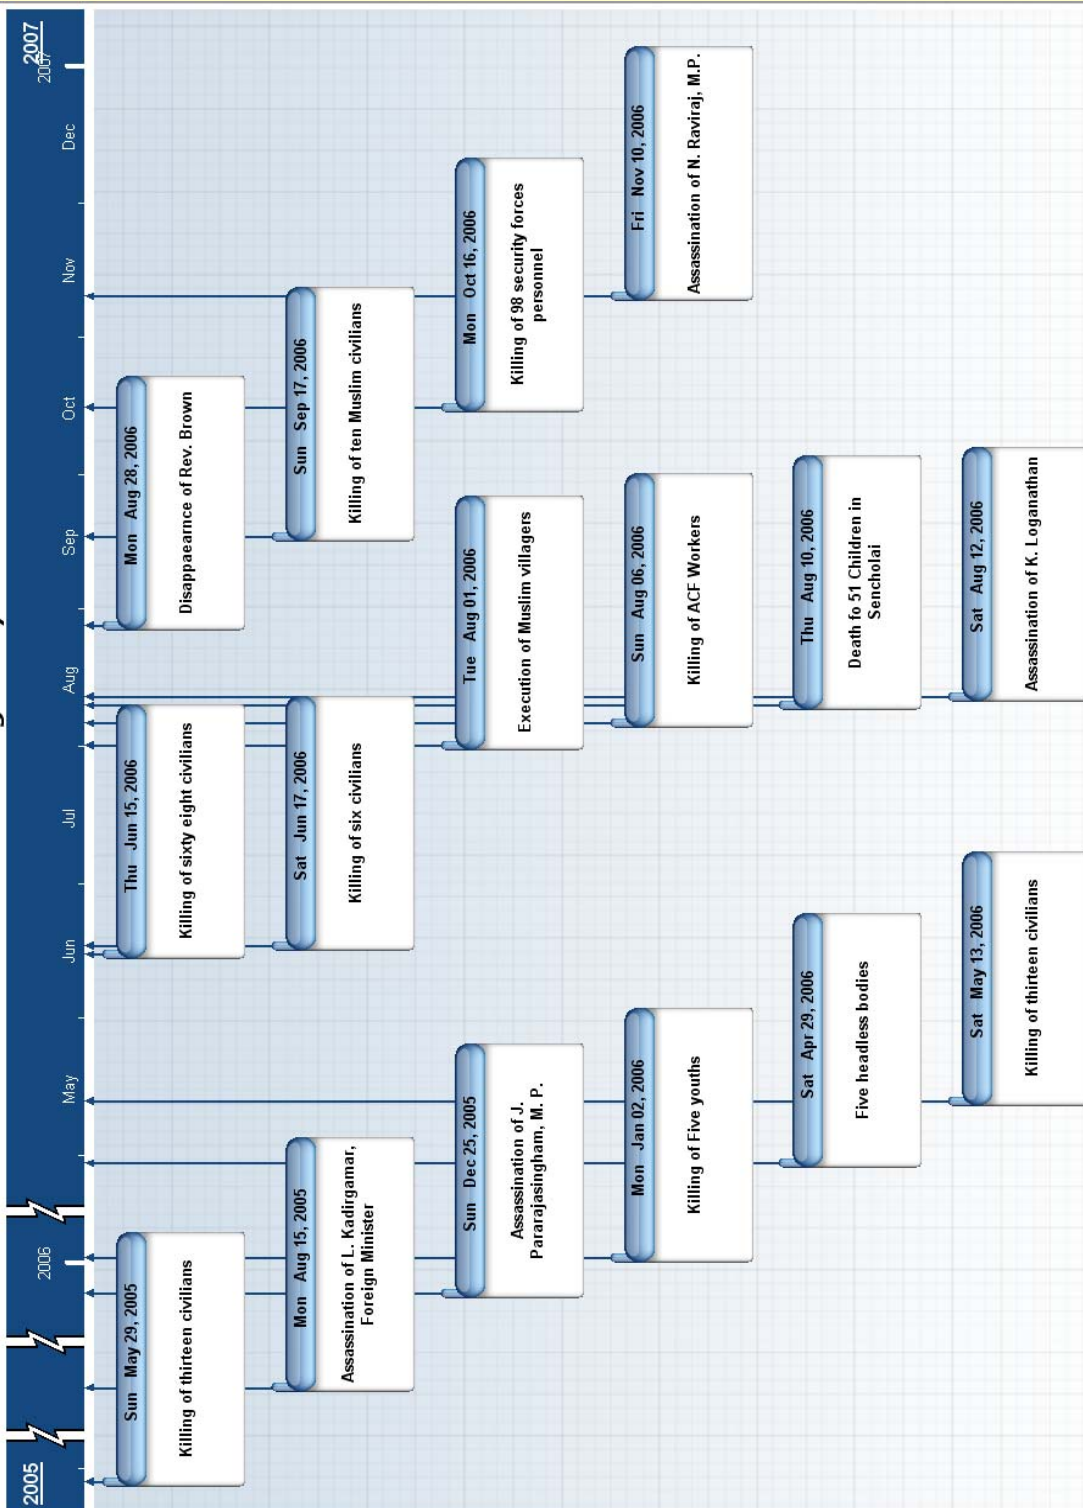 2005
2006
May
Jun
Jul
Aug
Sep
Oct
Nov
Dec
2007
2007
Sun May 29, 2005
Killing of thirteen civilians
Thu Jun 15, 2006
Killing of sixty eight civilians
Mon Aug 28, 2006
Disappaearnce of Rev. Brown
Mon Aug 15, 2005
Assassination of L. Kadirgamar,
Foreign Minister
Sat Jun 17, 2006
Killing of six civilians
Sun Sep 17, 2006
Killing of ten Muslim civilians
Sun Dec 25, 2005
Assassination of J.
Pararajasingham, M. P.
Tue Aug 01, 2006
Execution of Muslim villagers
Mon Oct 16, 2006
Killing of 98 security forces
personnel
Mon Jan 02, 2006
Killing of Five youths
Sun Aug 06, 2006
Killing of ACF Workers
Fri Nov 10, 2006
Assassination of N. Raviraj, M.P.
Sat Apr 29, 2006
Five headless bodies
Thu Aug 10, 2006
Death fo 51 Children in
Sencholai
Sat May 13, 2006
Killing of thirteen civilians
Sat Aug 12, 2006
Assassination of K. Loganathan